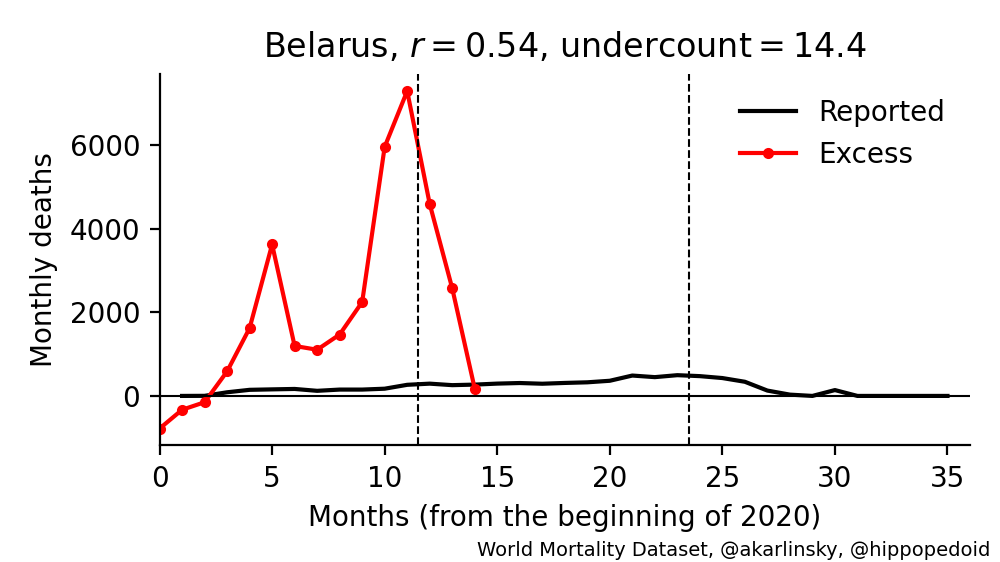 Belarus, r = 0.54, undercount = 14.4
Reported
Excess
Monthly deaths
6000
4000
2000
0
0 5 10 15 20 25 30 35
Months (from the beginning of 2020)
World Mortality Dataset, @akarlinsky, @hippopedoid